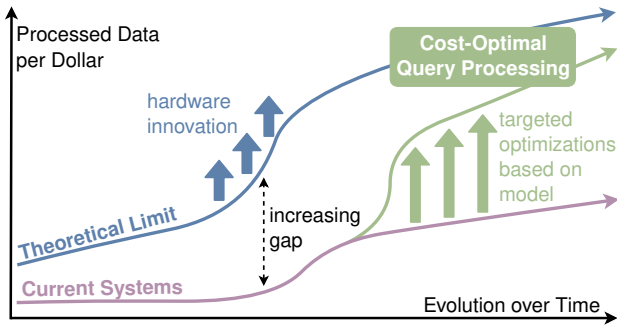 Processed Data
per Dollar
Cost-Optimal
Query Processing
hardware
innovation
targeted
optimizations
based on
model
Theoretical Limit
increasing
gap
Current Systems
Evolution over Time